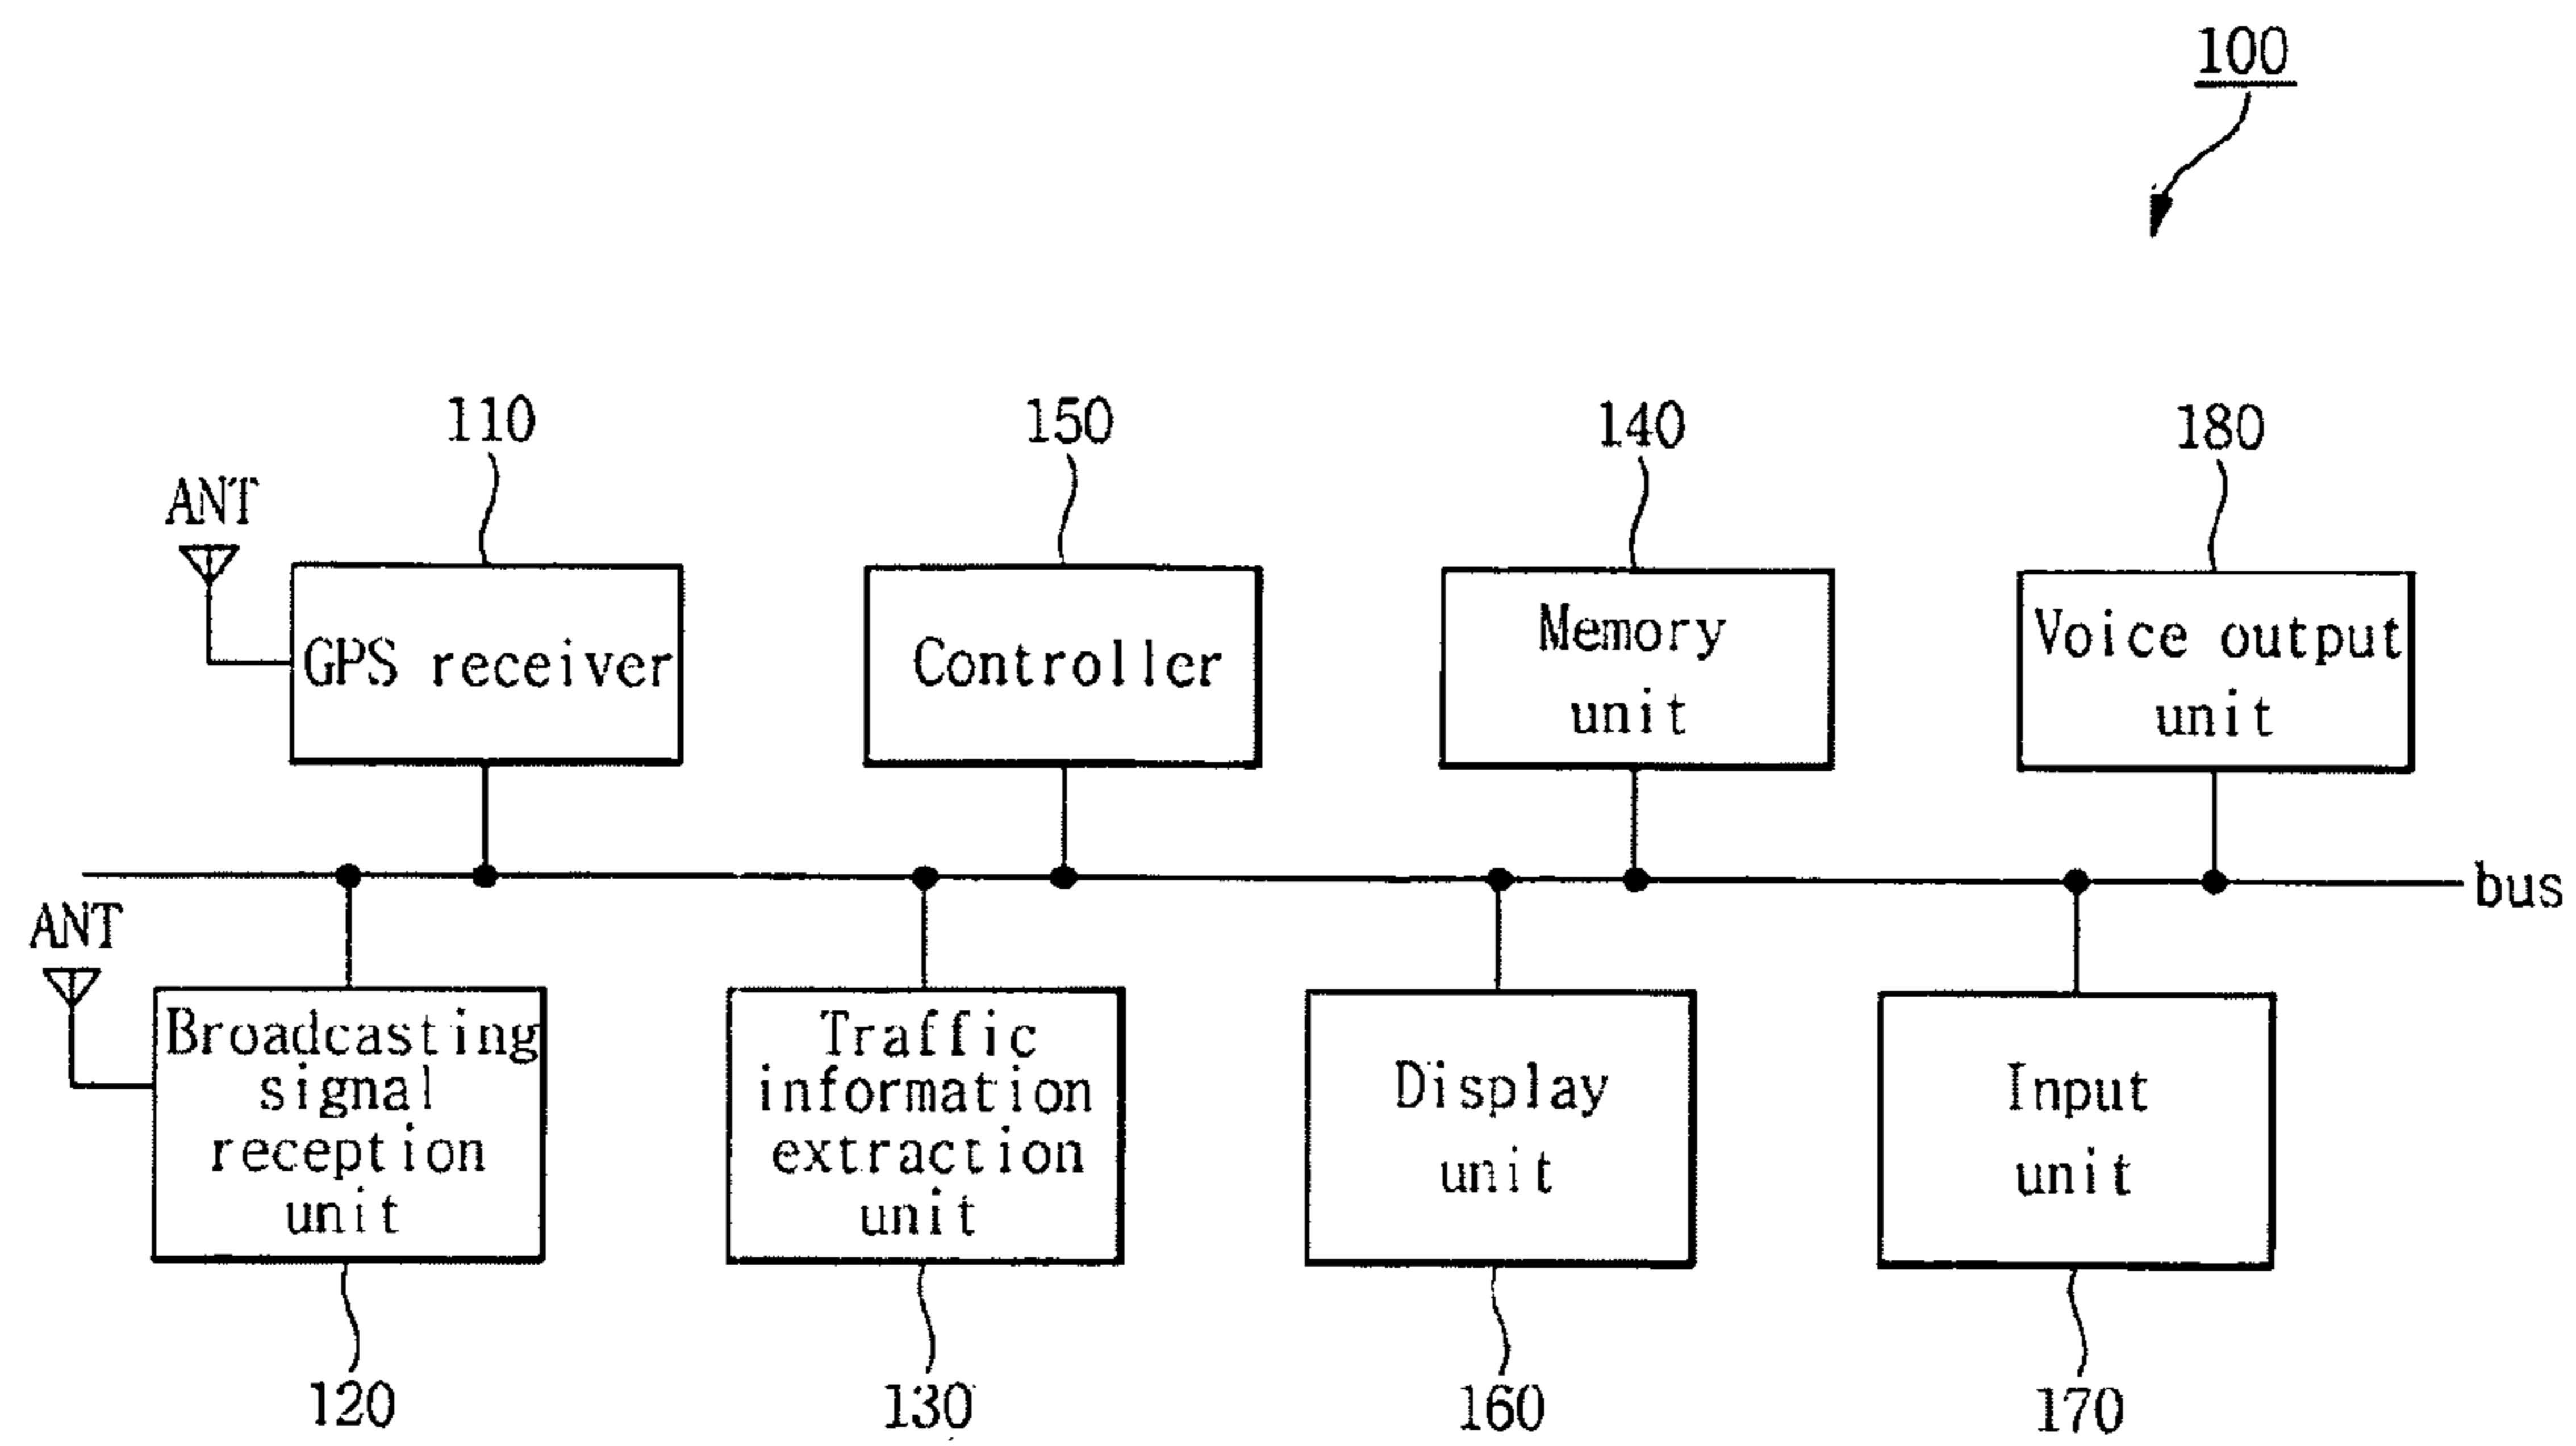 100
110
150
140
180
ANT
GPS receiver
Controller
Memory
unit
Voice output
unit
bus
ANT
Broadcasting
signal
reception
unit
Traffic
information
extraction
unit
Display
unit
Input
unit
120
130
160
170